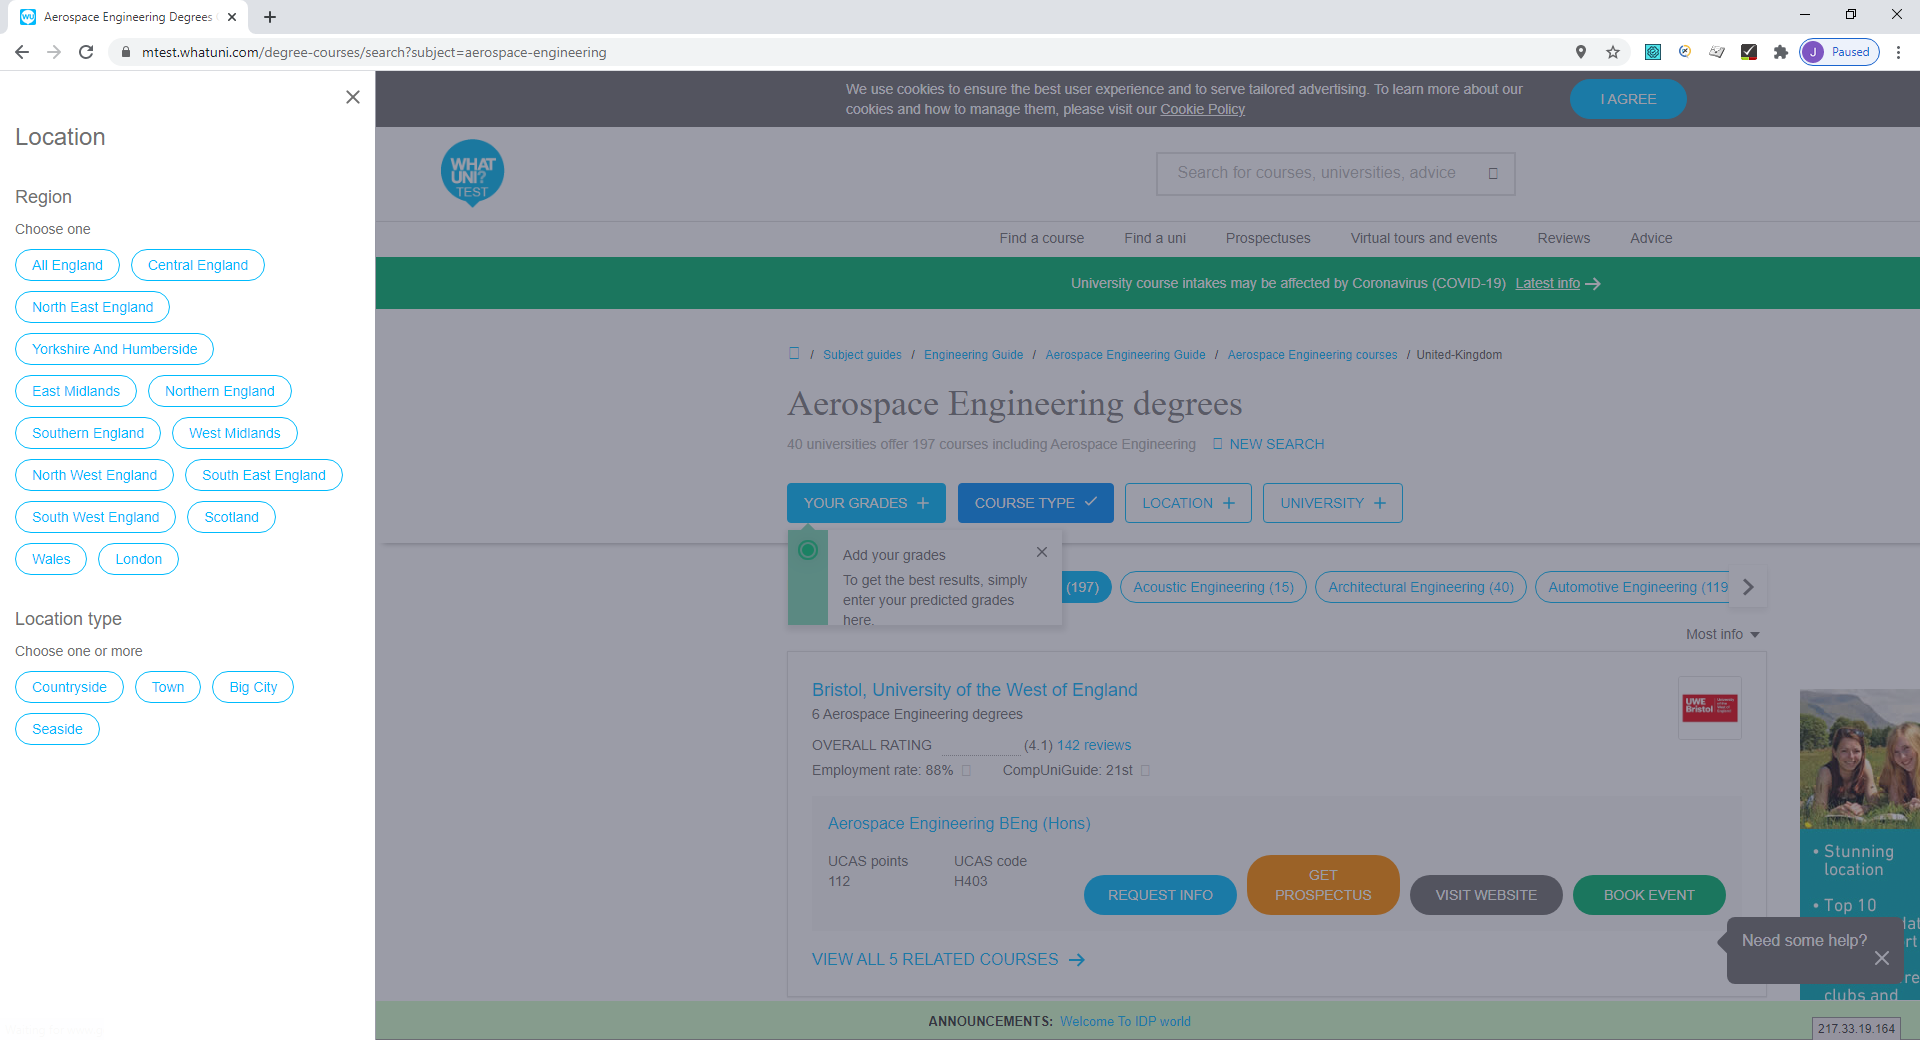 Aerospace Engineering Degrees
mtest.whatuni.com/degree-courses/search?subject=aerospace-engineering
J Paused
Location
Region
Choose one
All England
Central England
North East England
Yorkshire And Humberside
East Midlands
Northern England
Southern England
West Midlands
North West England
South East England
South West England
Scotland
Wales
London
Location type
Choose one or more
Countryside
Town
Big City
Seaside
We use cookies to ensure the best user experience and to serve tailored advertising. To learn more about our
cookies and how to manage them, please visit our Cookie Policy
I AGREE
WHAT
UNI?
TEST
Search for courses, universities, advice
Find a course
Find a uni
Prospectuses
Virtual tours and events
Reviews
Advice
University course intakes may be affected by Coronavirus (COVID-19) Latest info
/ Subject guides / Engineering Guide / Aerospace Engineering Guide / Aerospace Engineering courses / United-Kingdom
Aerospace Engineering degrees
40 universities offer 197 courses including Aerospace Engineering
NEW SEARCH
YOUR GRADES
COURSE TYPE
LOCATION
UNIVERSITY
Add your grades
To get the best results, simply
enter your predicted grades
here.
(197)
Acoustic Engineering (15)
Architectural Engineering (40)
Automotive Engineering (119
Most info
Bristol, University of the West of England
6 Aerospace Engineering degrees
OVERALL RATING (4.1) 142 reviews
Employment rate: 88%
CompUniGuide: 21st
UWE
Bristol
Aerospace Engineering BEng (Hons)
UCAS points
112
UCAS code
H403
REQUEST INFO
GET
PROSPECTUS
VISIT WEBSITE
BOOK EVENT
VIEW ALL 5 RELATED COURSES
• Stunning
location
• Top 10
clubs and
Need some help?
ANNOUNCEMENTS: Welcome To IDP world
217.33.19.164